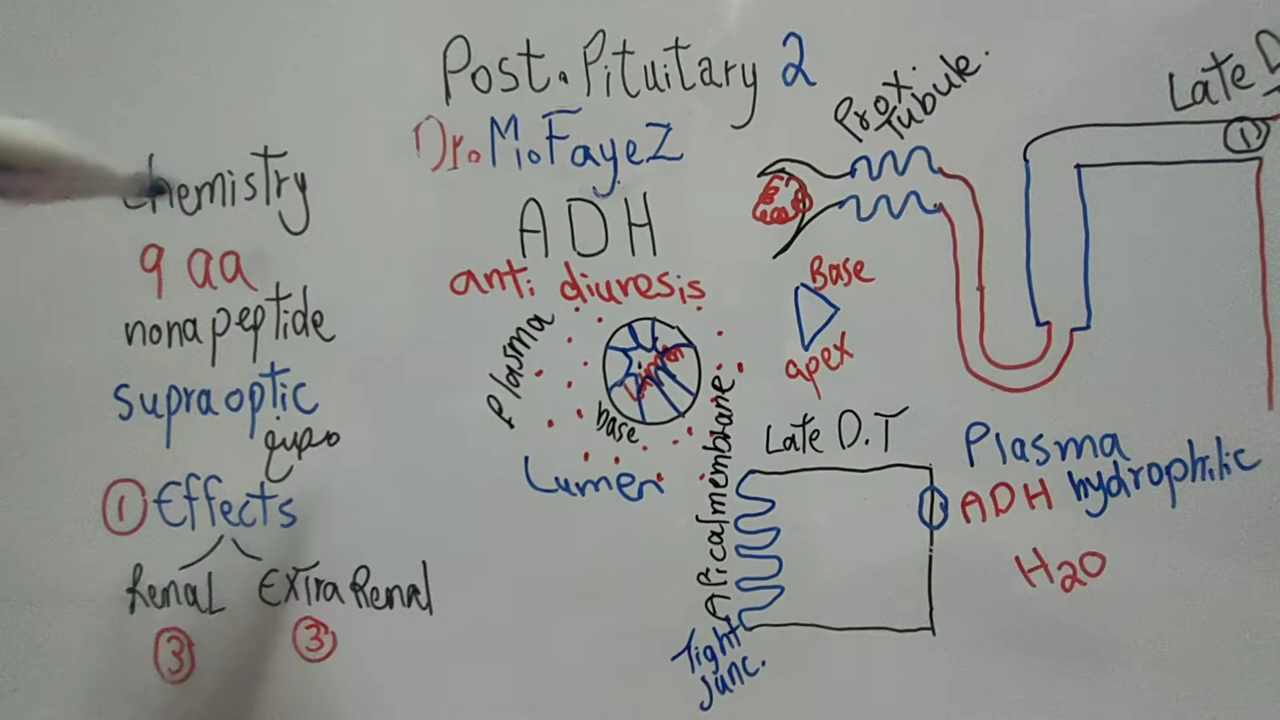 Post. Pituitary 2
Dr. Mo Fayez
ADH
anti diuresis
chemistry
9 aa
nonapeptide
supraoptic
① Effects
Renal Extra Renal
③ ③
Plasma
Lumen
base
Lumen
Prox. Tubule.
Late D
①
Base
apex
Late D.T
Apical membrane
Tight
Junc.
Plasma
ADH hydrophilic
H2O